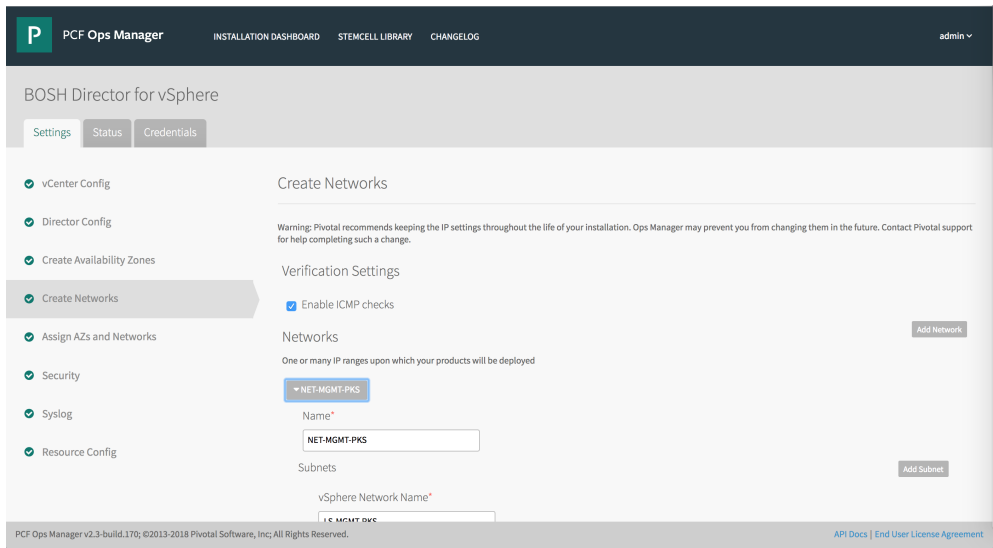 P PCF Ops Manager INSTALLATION DASHBOARD STEMCELL LIBRARY CHANGELOG admin
BOSH Director for vSphere
Settings Status Credentials
vCenter Config
Director Config
Create Availability Zones
Create Networks
Assign AZs and Networks
Security
Syslog
Resource Config
Create Networks
Warning: Pivotal recommends keeping the IP settings throughout the life of your installation. Ops Manager may prevent you from changing them in the future. Contact Pivotal support
for help completing such a change.
Verification Settings
Enable ICMP checks
Networks
Add Network
One or many IP ranges upon which your products will be deployed
NET-MGMT-PKS
Name*
NET-MGMT-PKS
Subnets
Add Subnet
vSphere Network Name*
LS-MGMT-PKS
PCF Ops Manager v2.3-build.170; ©2013-2018 Pivotal Software, Inc; All Rights Reserved. API Docs | End User License Agreement